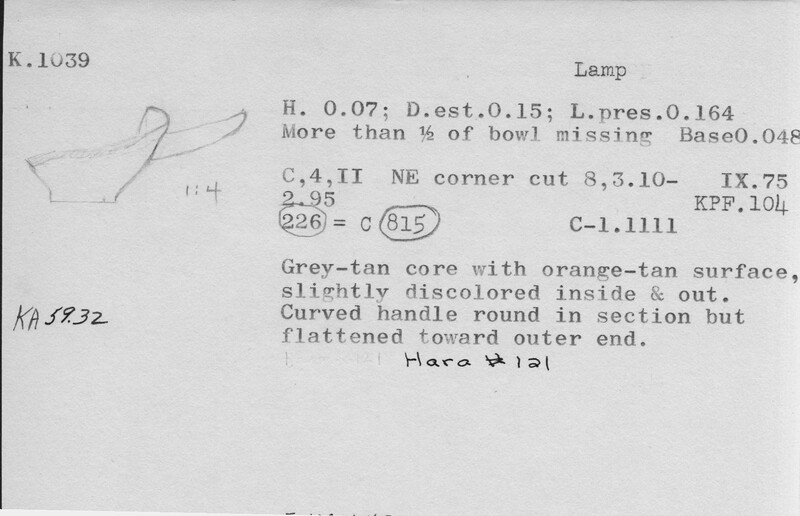 K.1039
Lamp
H. 0.07; D.est.0.15; L.pres.0.164
More than ½ of bowl missing Base0.048
C,4,II NE corner cut 8,3.10- IX.75
2.95 KPF.104
226 = C 815 C-1.1111
1:4
Grey-tan core with orange-tan surface,
slightly discolored inside & out.
Curved handle round in section but
flattened toward outer end.
KA 59.32
Hara # 121